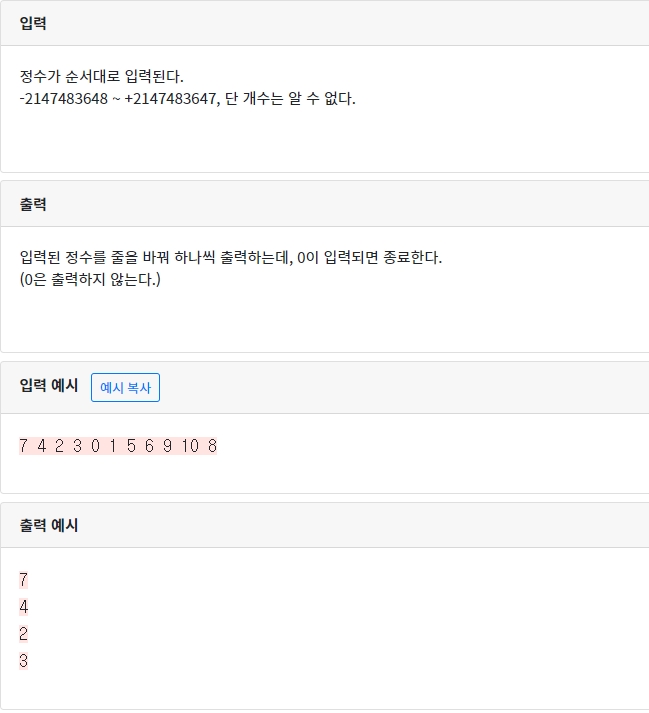 입력
정수가 순서대로 입력된다.
-2147483648 ~ +2147483647, 단 개수는 알 수 없다.
출력
입력된 정수를 줄을 바꿔 하나씩 출력하는데, 0이 입력되면 종료한다.
(0은 출력하지 않는다.)
입력 예시 예시 복사
7 4 2 3 0 1 5 6 9 10 8
출력 예시
7
4
2
3